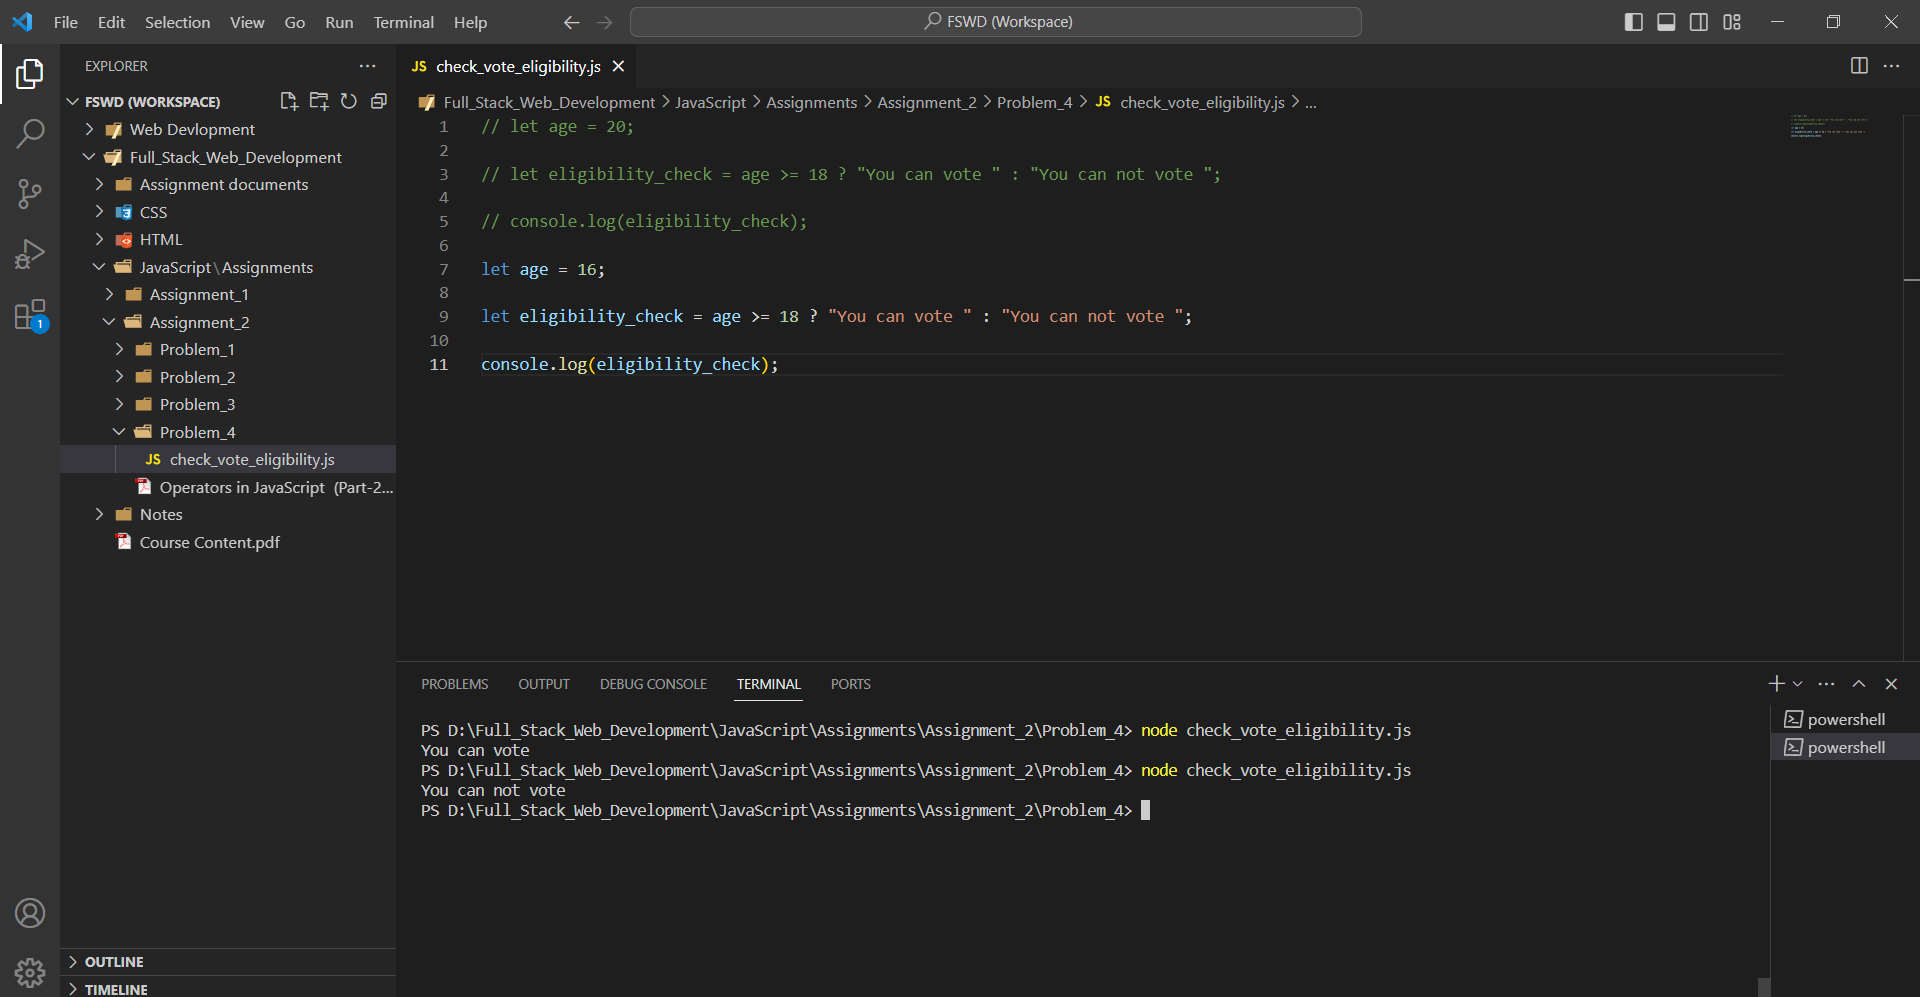 File Edit Selection View Go Run Terminal Help
FSWD (Workspace)
EXPLORER
FSWD (WORKSPACE)
Web Devlopment
Full_Stack_Web_Development
Assignment documents
CSS
HTML
JavaScript\Assignments
Assignment_1
Assignment_2
Problem_1
Problem_2
Problem_3
Problem_4
JS check_vote_eligibility.js
Operators in JavaScript (Part-2...
Notes
Course Content.pdf
OUTLINE
TIMELINE
1
JS check_vote_eligibility.js
Full_Stack_Web_Development > JavaScript > Assignments > Assignment_2 > Problem_4 > JS check_vote_eligibility.js > ...
1 // let age = 20;
2
3 // let eligibility_check = age >= 18 ? "You can vote " : "You can not vote ";
4
5 // console.log(eligibility_check);
6
7 let age = 16;
8
9 let eligibility_check = age >= 18 ? "You can vote " : "You can not vote ";
10
11 console.log(eligibility_check);
PROBLEMS OUTPUT DEBUG CONSOLE TERMINAL PORTS
PS D:\Full_Stack_Web_Development\JavaScript\Assignments\Assignment_2\Problem_4> node check_vote_eligibility.js
You can vote
PS D:\Full_Stack_Web_Development\JavaScript\Assignments\Assignment_2\Problem_4> node check_vote_eligibility.js
You can not vote
PS D:\Full_Stack_Web_Development\JavaScript\Assignments\Assignment_2\Problem_4>
powershell
powershell